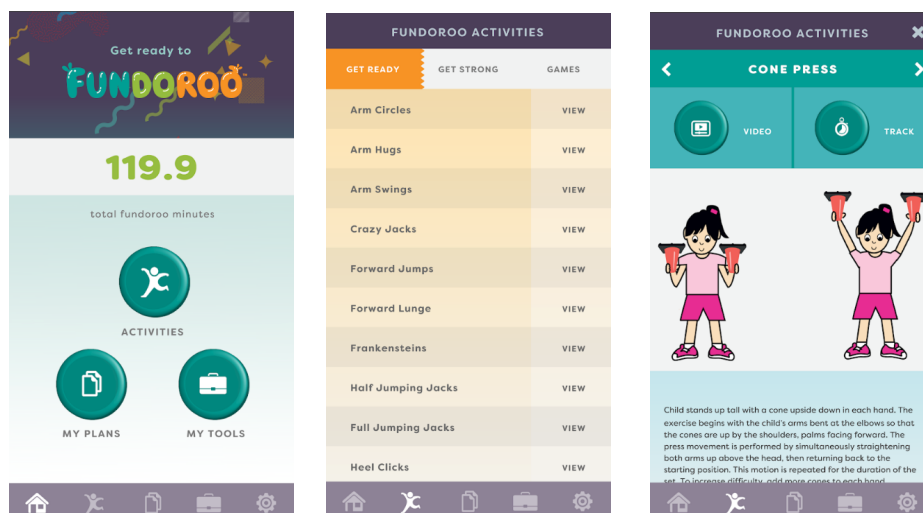 Get ready to
FUNDOROO
119.9
total fundoroo minutes
ACTIVITIES
MY PLANS
MY TOOLS
FUNDOROO ACTIVITIES
GET READY
GET STRONG
GAMES
Arm Circles VIEW
Arm Hugs VIEW
Arm Swings VIEW
Crazy Jacks VIEW
Forward Jumps VIEW
Forward Lunge VIEW
Frankensteins VIEW
Half Jumping Jacks VIEW
Full Jumping Jacks VIEW
Heel Clicks VIEW
FUNDOROO ACTIVITIES
CONE PRESS
VIDEO
TRACK
Child stands up tall with a cone upside down in each hand. The
exercise begins with the child's arms bent at the elbows so that
the cones are up by the shoulders, palms facing forward. The
press movement is performed by simultaneously straightening
both arms up above the head, then returning back to the
starting position. This motion is repeated for the duration of the
set. To increase difficulty, add more cones to each hand